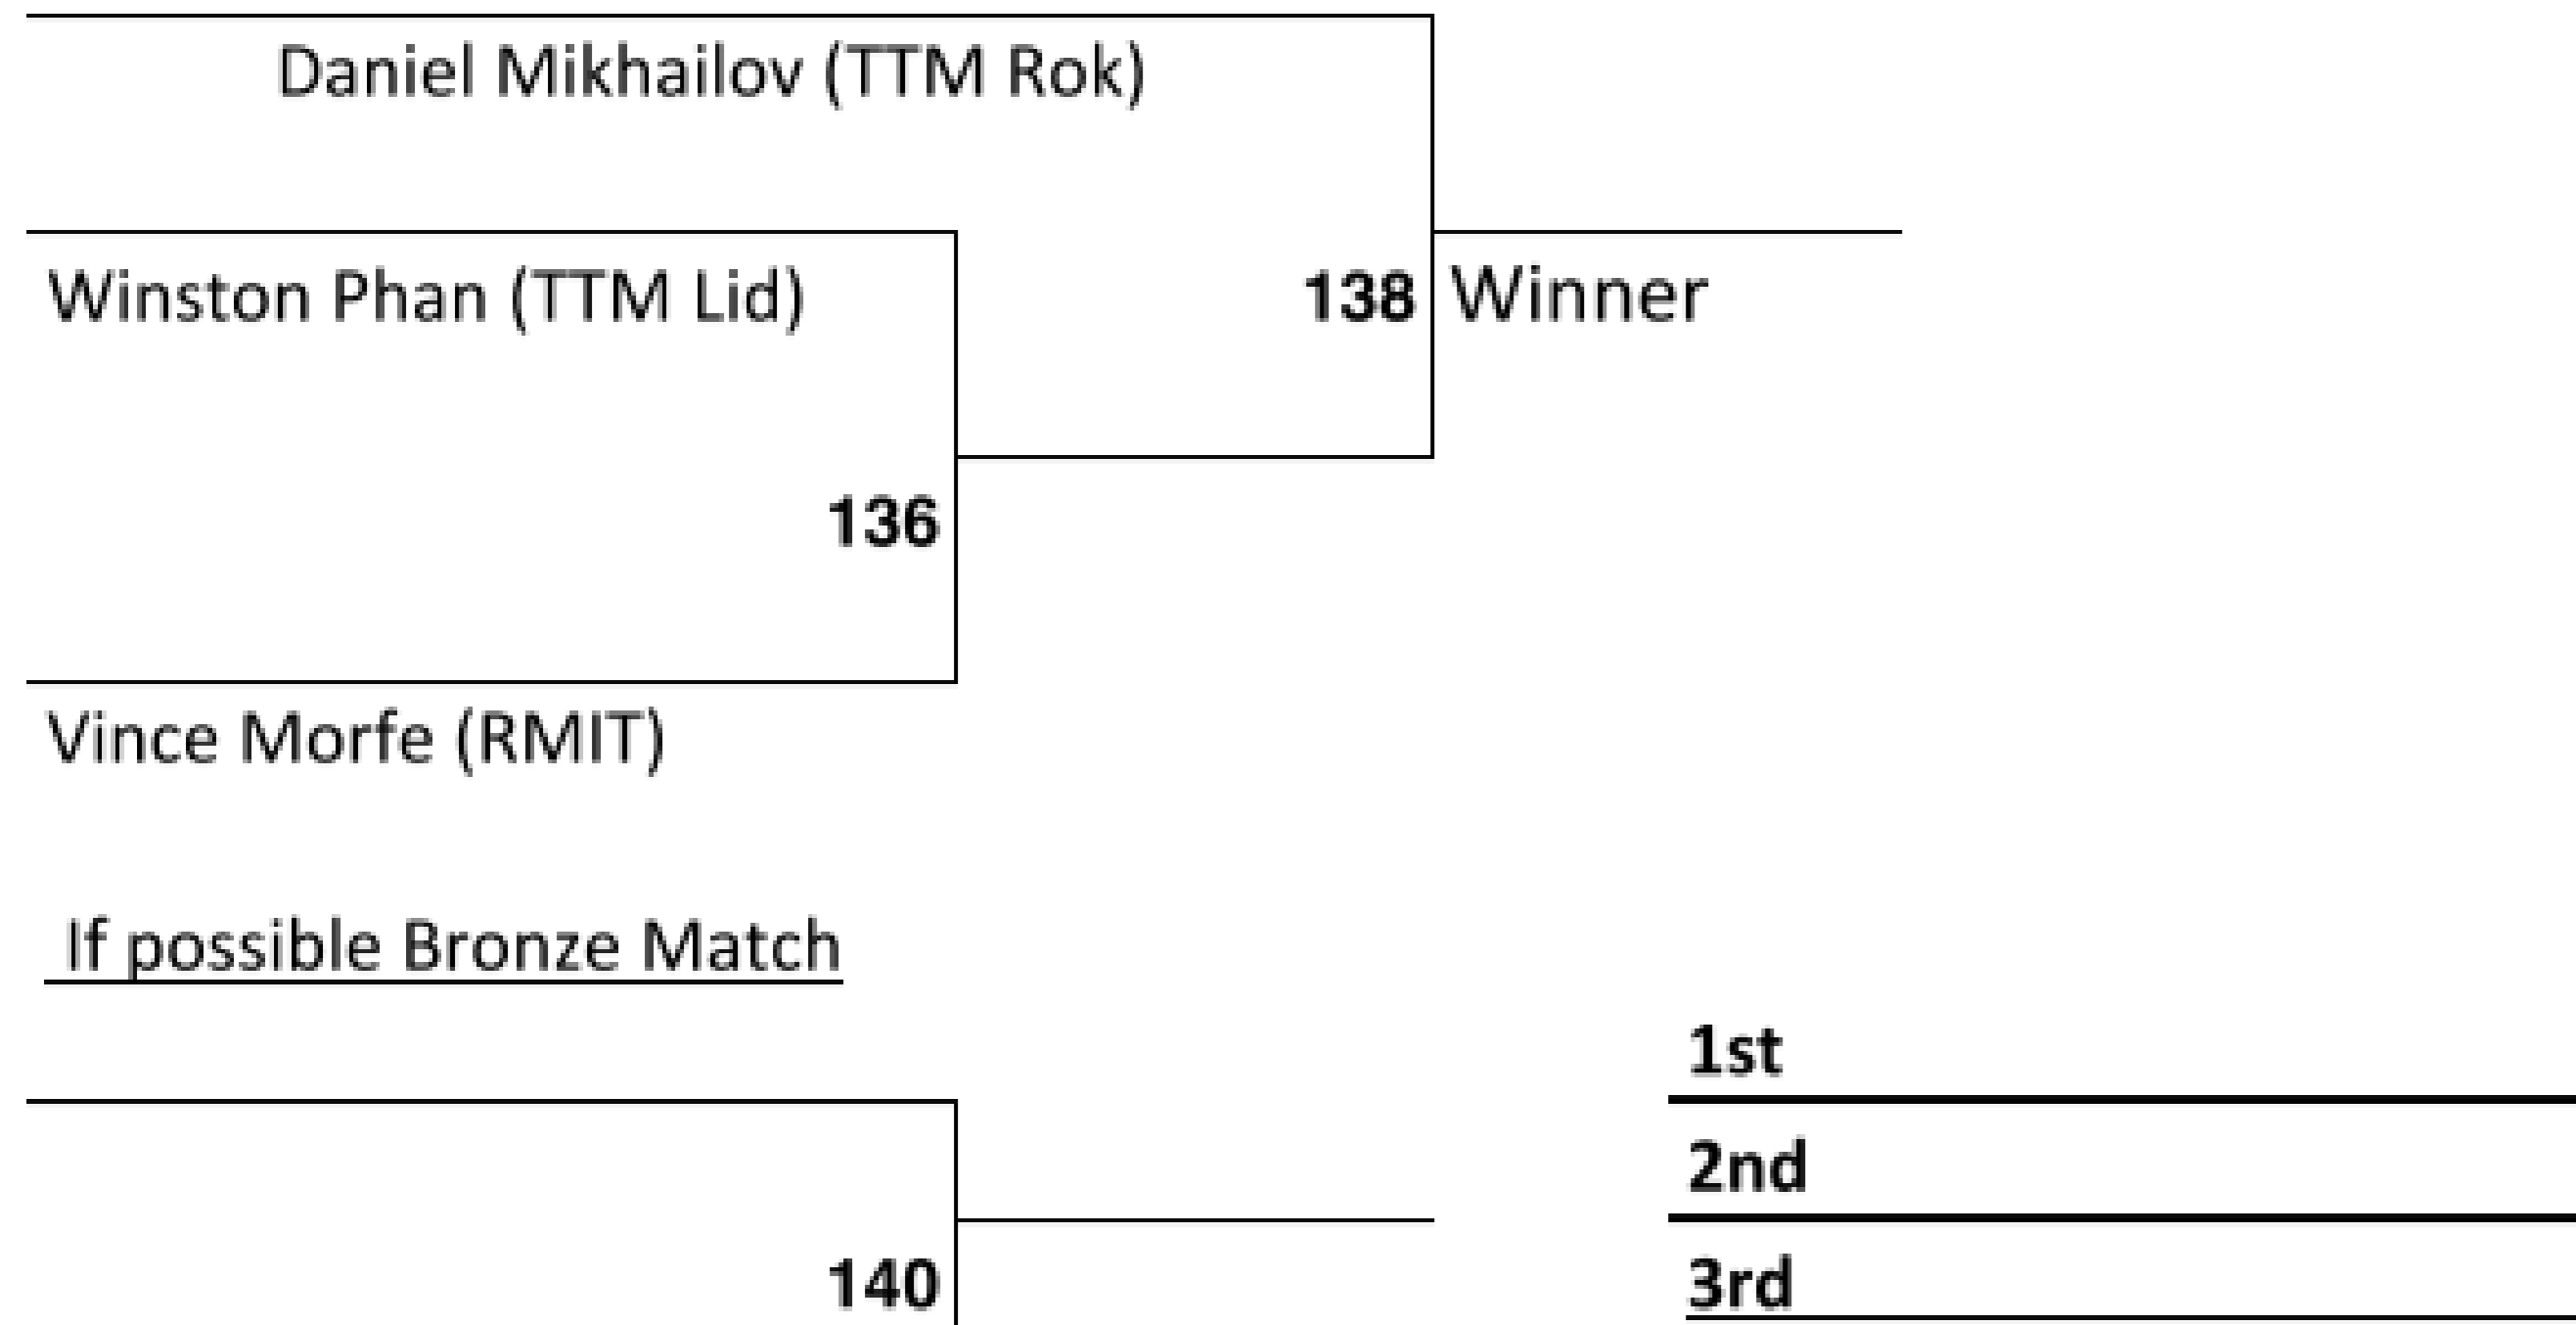 Daniel Mikhailov (TTM Rok)
Winston Phan (TTM Lid)
138 Winner
136
Vince Morfe (RMIT)
If possible Bronze Match
1st
2nd
140
3rd